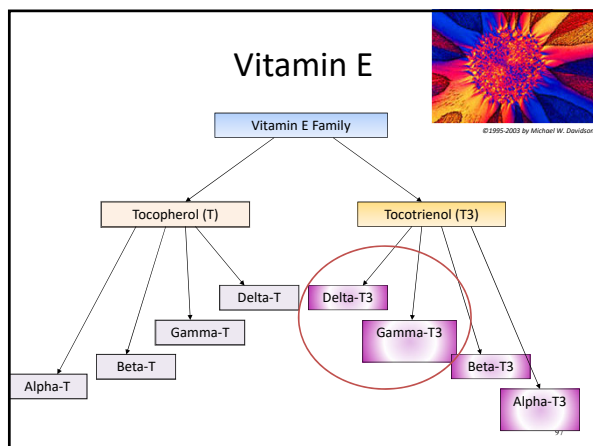 Vitamin E
©1995-2003 by Michael W. Davidson
Vitamin E Family
Tocopherol (T)
Tocotrienol (T3)
Delta-T
Delta-T3
Gamma-T
Gamma-T3
Beta-T
Beta-T3
Alpha-T
Alpha-T3
97